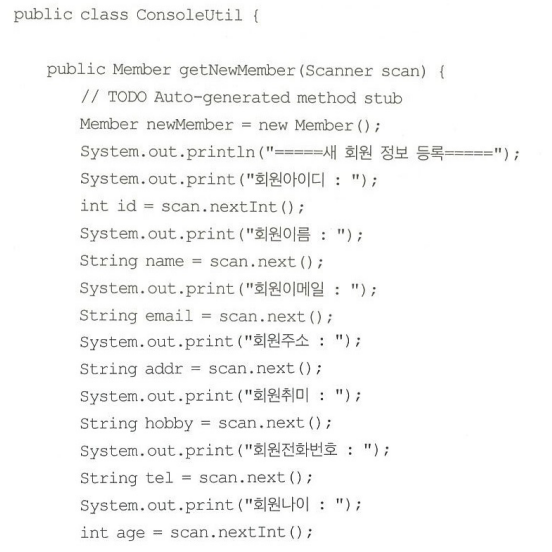 public class ConsoleUtil {
public Member getNewMember(Scanner scan) {
// TODO Auto-generated method stub
Member newMember = new Member();
System.out.println("=====새 회원 정보 등록=====");
System.out.print("회원아이디 : ");
int id = scan.nextInt();
System.out.print("회원이름 : ");
String name = scan.next();
System.out.print("회원이메일 : ");
String email = scan.next();
System.out.print("회원주소 : ");
String addr = scan.next();
System.out.print("회원취미 : ");
String hobby = scan.next();
System.out.print("회원전화번호 : ");
String tel = scan.next();
System.out.print("회원나이 : ");
int age = scan.nextInt();